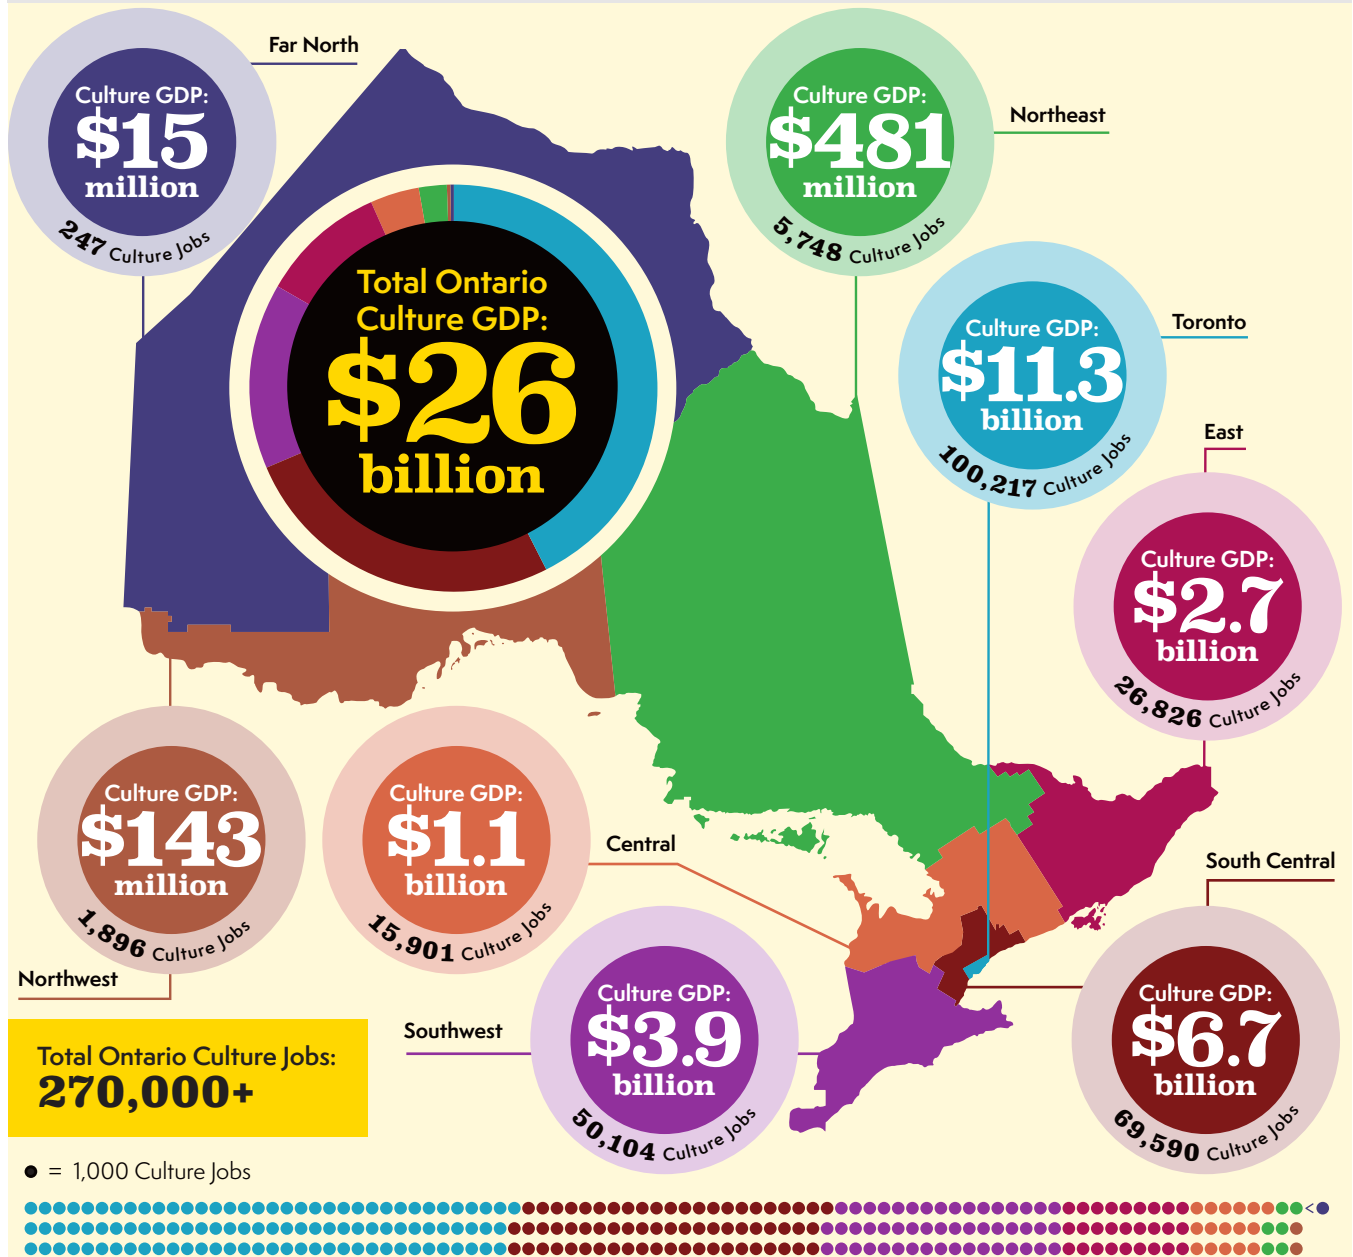 Far North
Culture GDP:
$15
million
247 Culture Jobs
Northeast
Culture GDP:
$481
million
5,748 Culture Jobs
Total Ontario
Culture GDP:
$26
billion
Toronto
Culture GDP:
$11.3
billion
100,217 Culture Jobs
East
Culture GDP:
$2.7
billion
26,826 Culture Jobs
Culture GDP:
$143
million
1,896 Culture Jobs
Northwest
Culture GDP:
$1.1
billion
15,901 Culture Jobs
Central
South Central
Culture GDP:
$6.7
billion
69,590 Culture Jobs
Southwest
Culture GDP:
$3.9
billion
50,104 Culture Jobs
Total Ontario Culture Jobs:
270,000+
= 1,000 Culture Jobs
<